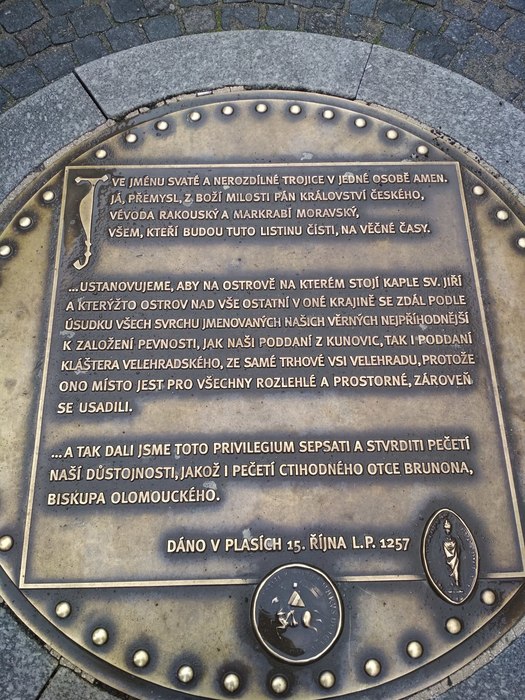 VE JMÉNU SVATÉ A NEROZDÍLNÉ TROJICE V JEDNÉ OSOBĚ AMEN.
JÁ, PŘEMYSL, Z BOŽÍ MILOSTI PÁN KRÁLOVSTVÍ ČESKÉHO,
VÉVODA RAKOUSKÝ A MARKRABÍ MORAVSKÝ,
VŠEM, KTEŘÍ BUDOU TUTO LISTINU ČÍSTI, NA VĚČNÉ ČASY.
...USTANOVUJEME, ABY NA OSTROVĚ NA KTERÉM STOJÍ KAPLE SV. JIŘÍ
A KTERÝŽTO OSTROV NAD VŠE OSTATNÍ V ONÉ KRAJINĚ SE ZDÁL PODLE
ÚSUDKU VŠECH SVRCHU JMENOVANÝCH NAŠICH VĚRNÝCH NEJPŘÍHODNĚJŠÍ
K ZALOŽENÍ PEVNOSTI, JAK NAŠI PODDANÍ Z KUNOVIC, TAK I PODDANÍ
KLÁŠTERA VELEHRADSKÉHO, ZE SAMÉ TRHOVÉ VSI VELEHRADU, PROTOŽE
ONO MÍSTO JEST PRO VŠECHNY ROZLEHLÉ A PROSTORNÉ, ZÁROVEŇ
SE USADILI.
...A TAK DALI JSME TOTO PRIVILEGIUM SEPSATI A STVRDITI PEČETÍ
NAŠÍ DŮSTOJNOSTI, JAKOŽ I PEČETÍ CTIHODNÉHO OTCE BRUNONA,
BISKUPA OLOMOUCKÉHO.
DÁNO V PLASÍCH 15. ŘÍJNA L.P. 1257